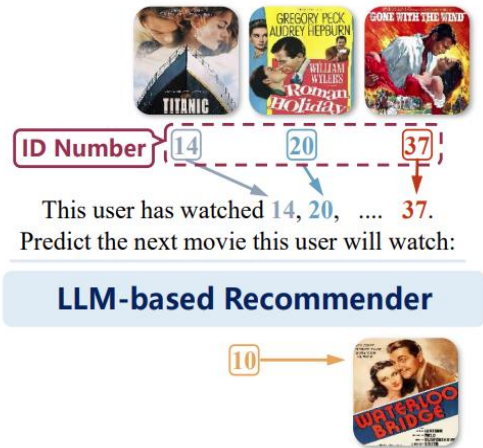 TITANIC
GREGORY PECK
AUDREY HEPBURN
WILLIAM
WYLER'S
Roman
Holiday
GONE WITH THE WIND
ID Number
14
20
37
This user has watched 14, 20, .... 37.
Predict the next movie this user will watch:
LLM-based Recommender
10
WATERLOO
BRIDGE